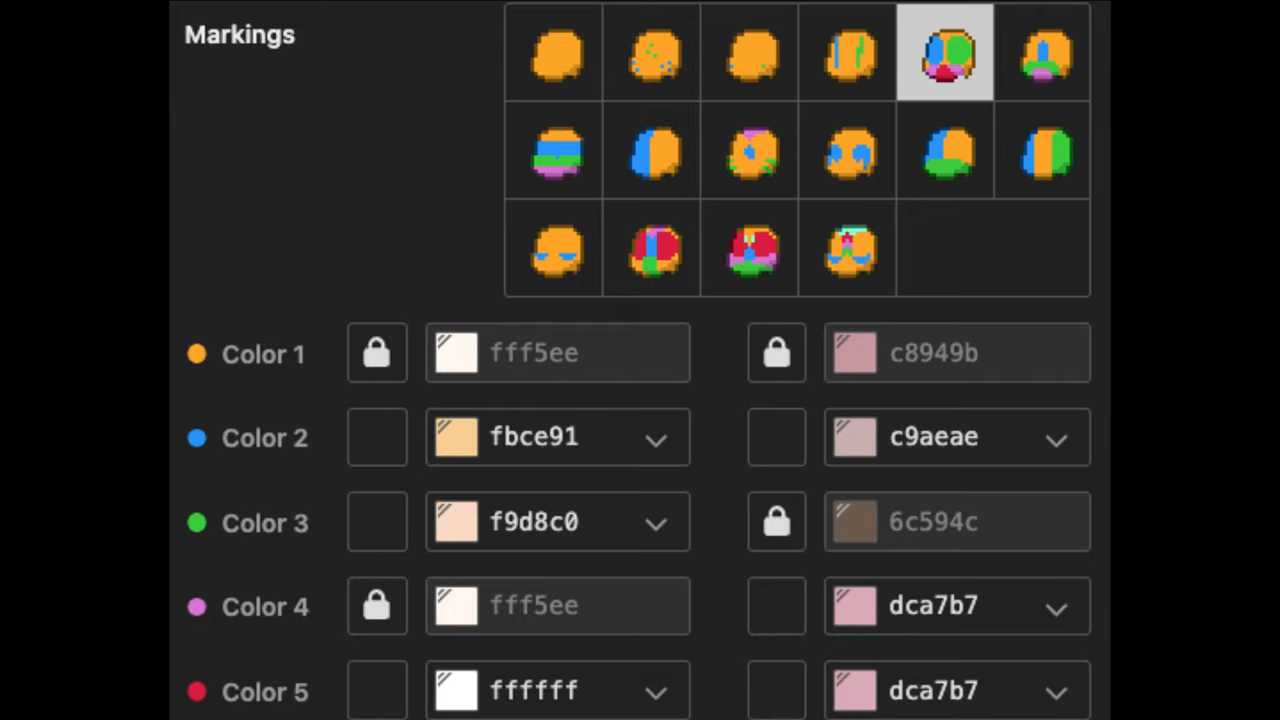 Markings
Color 1 fff5ee c8949b
Color 2 fbce91 c9aeae
Color 3 f9d8c0 6c594c
Color 4 fff5ee dca7b7
Color 5 ffffff dca7b7